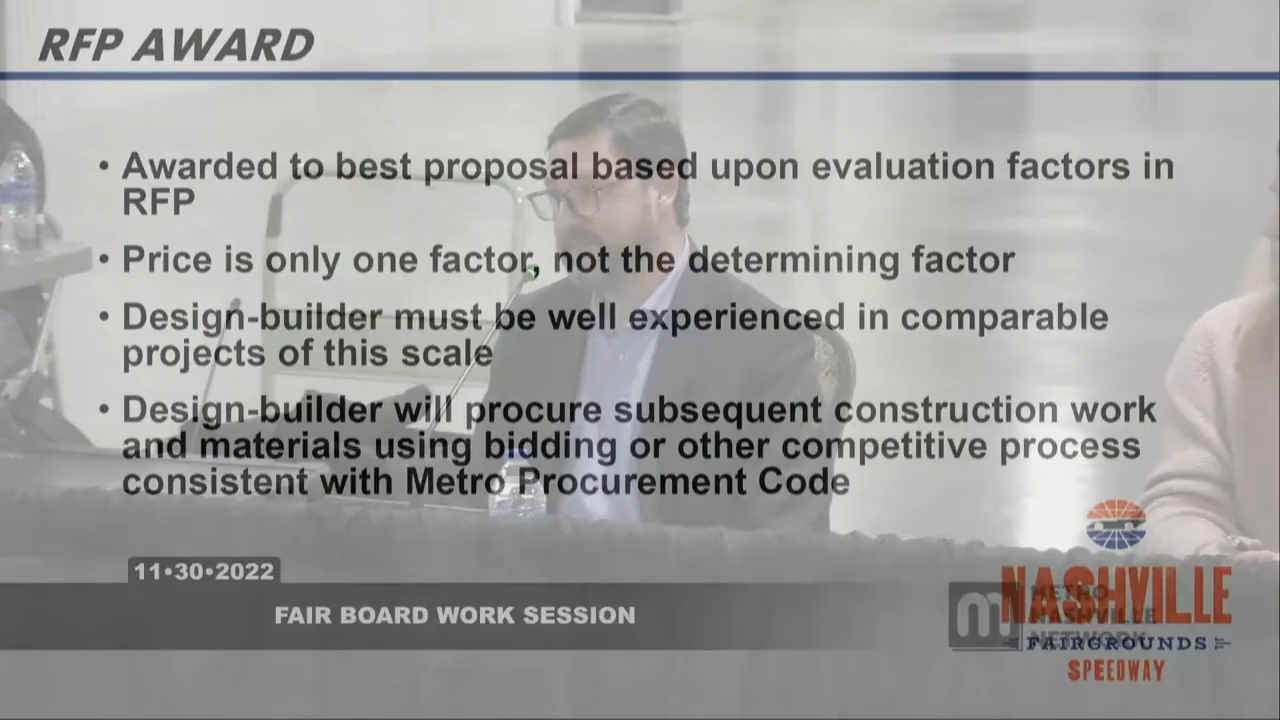 RFP AWARD
• Awarded to best proposal based upon evaluation factors in
RFP
• Price is only one factor, not the determining factor
• Design-builder must be well experienced in comparable
projects of this scale
• Design-builder will procure subsequent construction work
and materials using bidding or other competitive process
consistent with Metro Procurement Code
11•30•2022
FAIR BOARD WORK SESSION
m
METRO
NASHVILLE
NETWORK
NASHVILLE
FAIRGROUNDS
SPEEDWAY